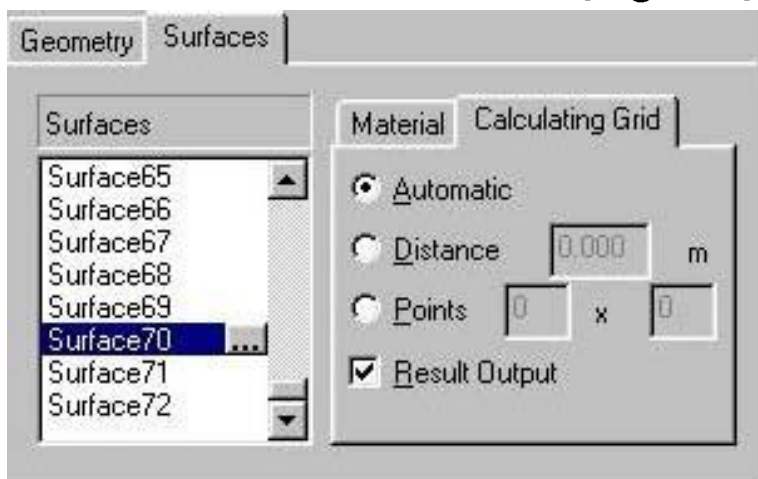 Geometry Surfaces
Surfaces
Surface65
Surface66
Surface67
Surface68
Surface69
Surface70 ...
Surface71
Surface72
Material Calculating Grid
Automatic
Distance 0.000 m
Points 0 x 0
Result Output